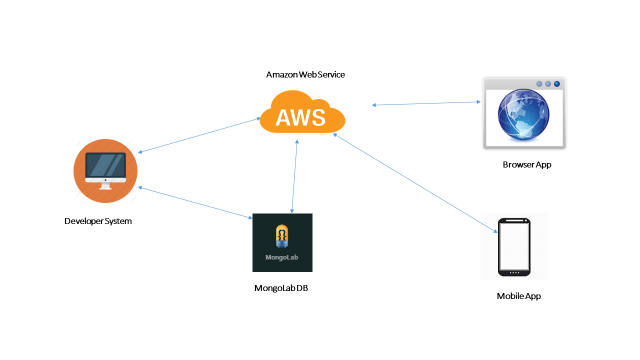 Amazon Web Service
AWS
Browser App
Developer System
MongoLab
MongoLab DB
Mobile App